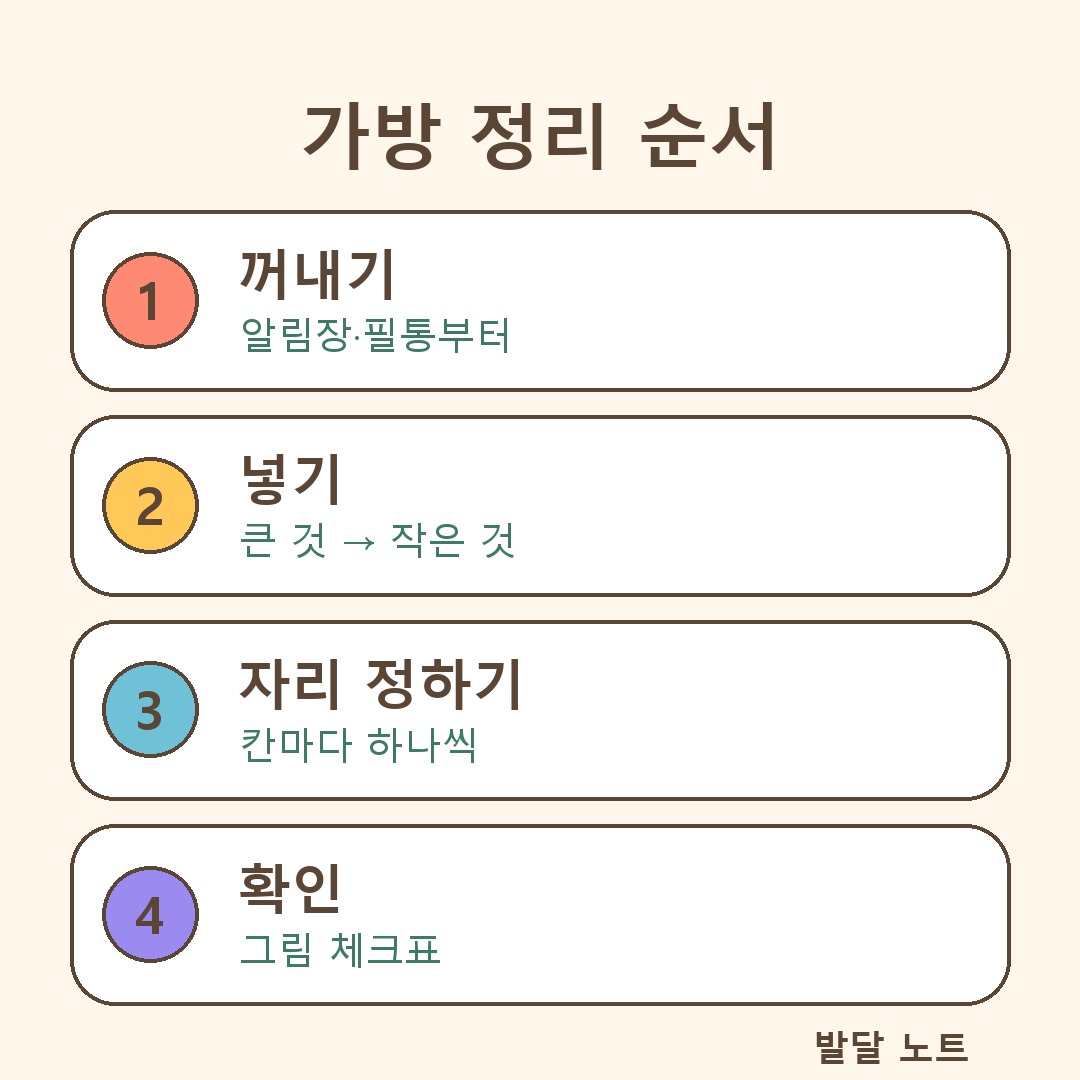 가방 정리 순서
1
꺼내기
알림장·필통부터
2
넣기
큰 것 → 작은 것
3
자리 정하기
칸마다 하나씩
4
확인
그림 체크표
발달 노트